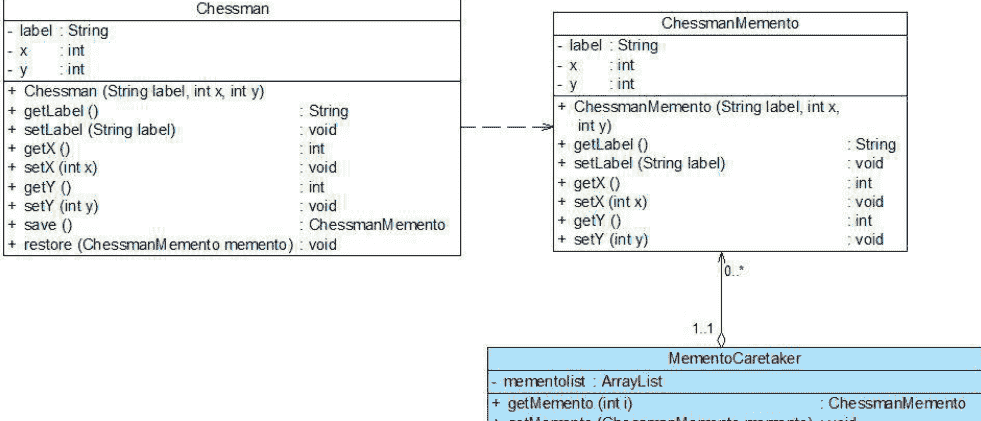 Chessman
- label : String
- x : int
- y : int
+ Chessman (String label, int x, int y)
+ getLabel () : String
+ setLabel (String label) : void
+ getX () : int
+ setX (int x) : void
+ getY () : int
+ setY (int y) : void
+ save () : ChessmanMemento
+ restore (ChessmanMemento memento) : void
ChessmanMemento
- label : String
- x : int
- y : int
+ ChessmanMemento (String label, int x,
int y)
+ getLabel () : String
+ setLabel (String label) : void
+ getX () : int
+ setX (int x) : void
+ getY () : int
+ setY (int y) : void
0..*
1..1
MementoCaretaker
- mementolist : ArrayList
+ getMemento (int i) : ChessmanMemento
(ChessmanMemento memento) : void